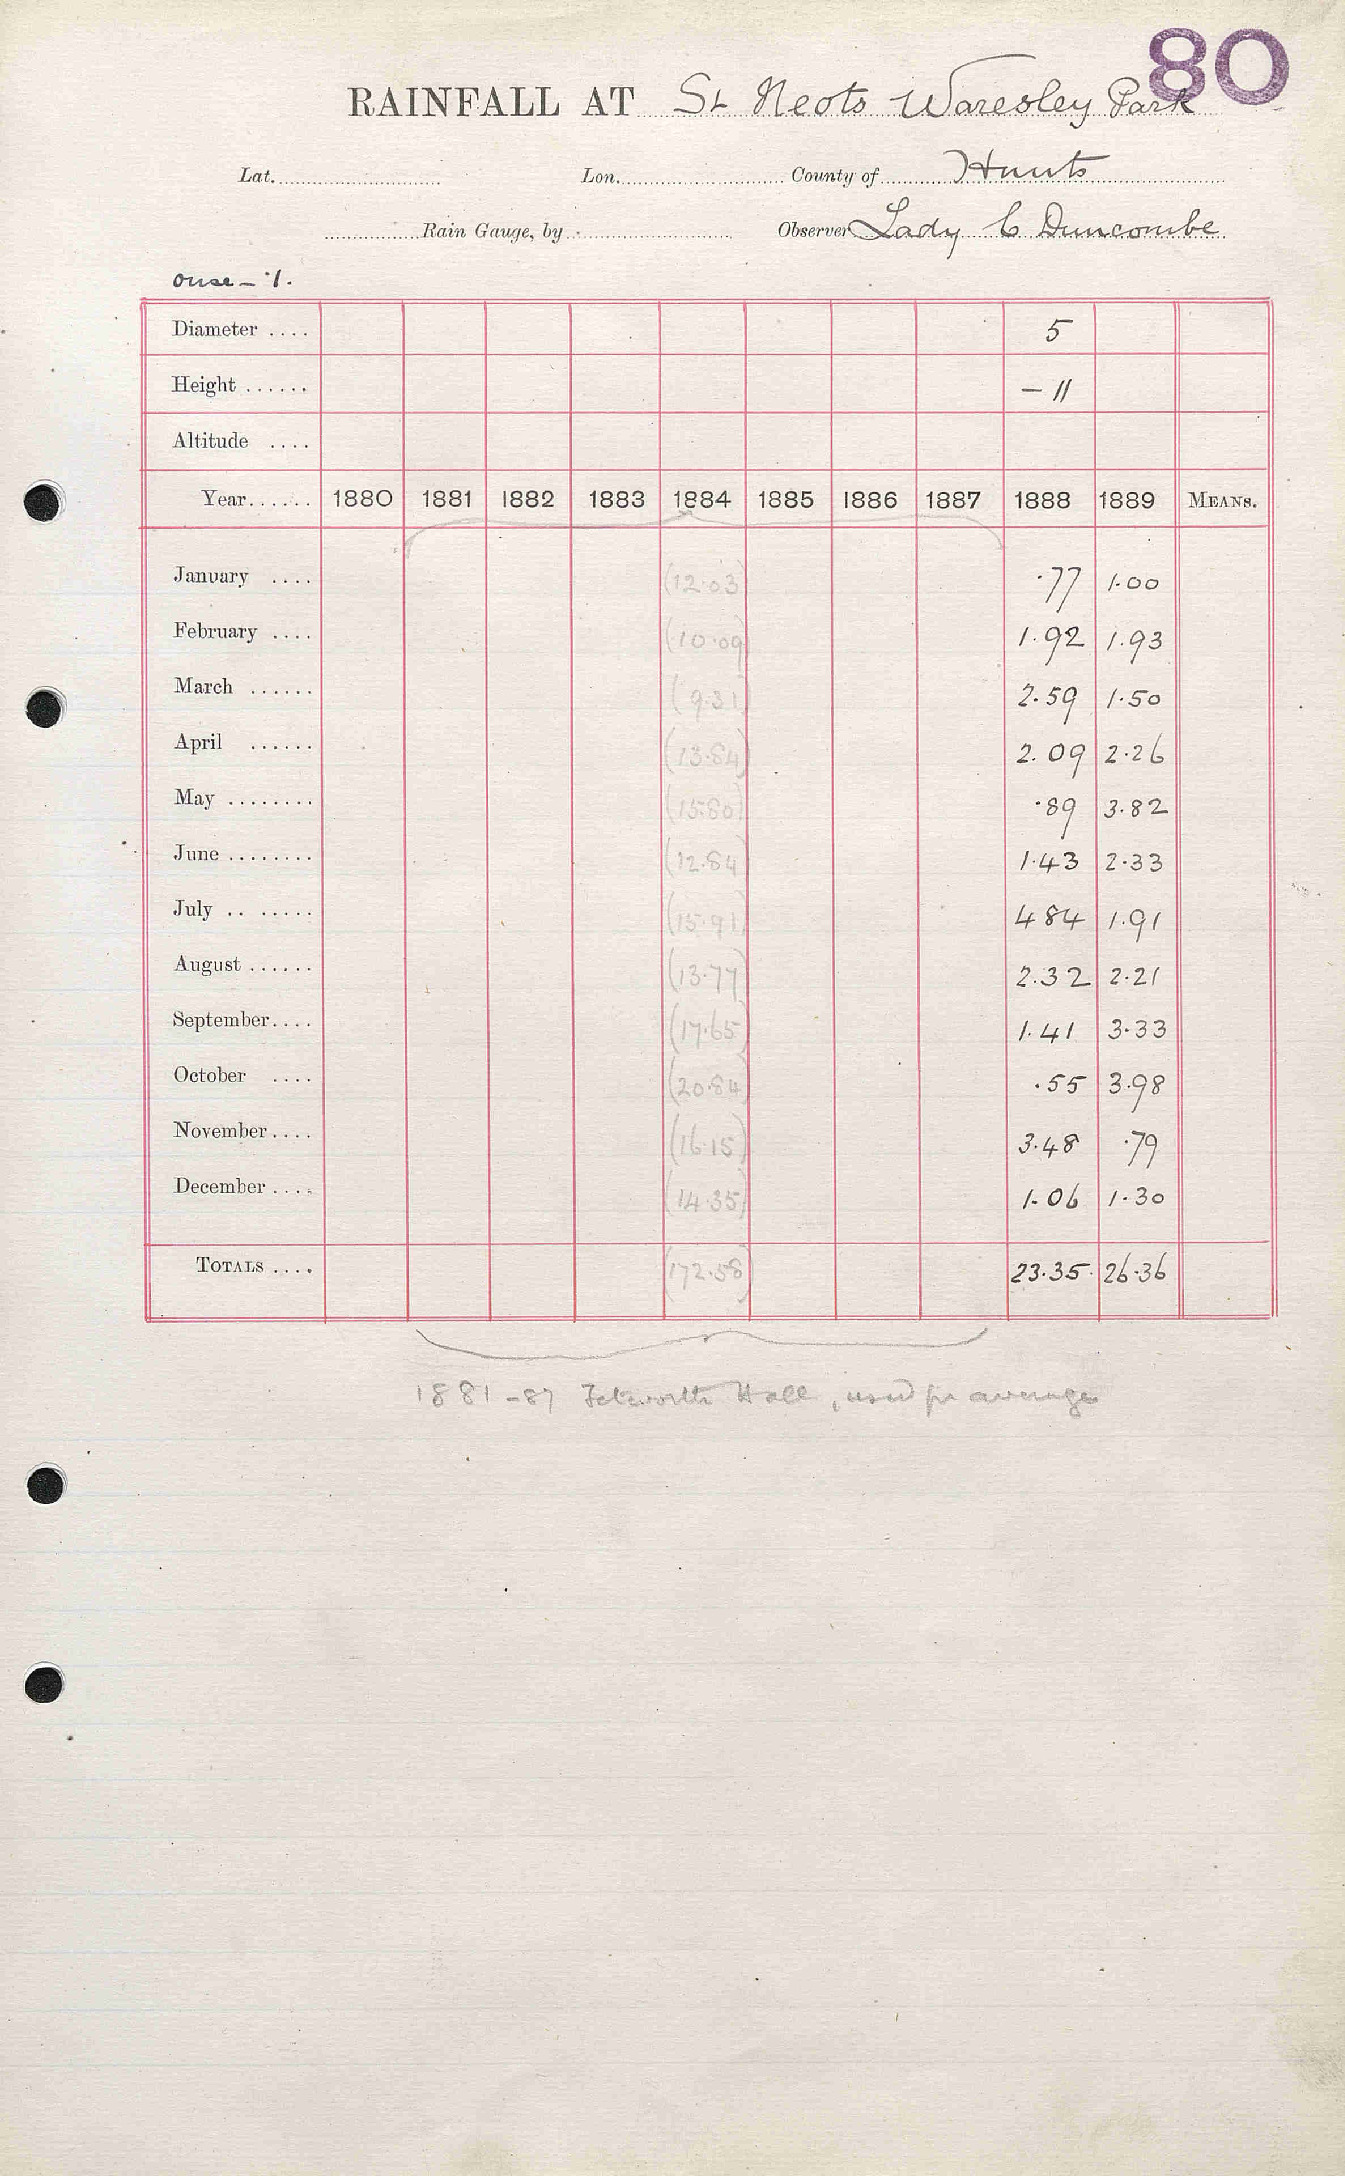 80
RAINFALL AT St Neots Waresley Park
Lat. Lon. County of Hunts
Rain Gauge, by Observer Lady C Duncombe
Ouse - 1.
Diameter .... 5
Height ...... - 11
Altitude ....
Year...... 1880 1881 1882 1883 1884 1885 1886 1887 1888 1889 MEANS.
January .... (12.03) .77 1.00
February .... (10.09) 1.92 1.93
March ...... (9.31) 2.59 1.50
April ...... (13.84) 2.09 2.26
May ........ (15.80) .89 3.82
June ........ (12.84) 1.43 2.33
July .. ..... (15.91) 4 84 1.91
August ...... (13.77) 2.32 2.21
September.... (17.65) 1.41 3.33
October .... (20.84) .55 3.98
November.... (16.15) 3.48 .79
December .... (14.35) 1.06 1.30
TOTALS .... (172.58) 23.35 26.36
1881-87 Hall, used for averages